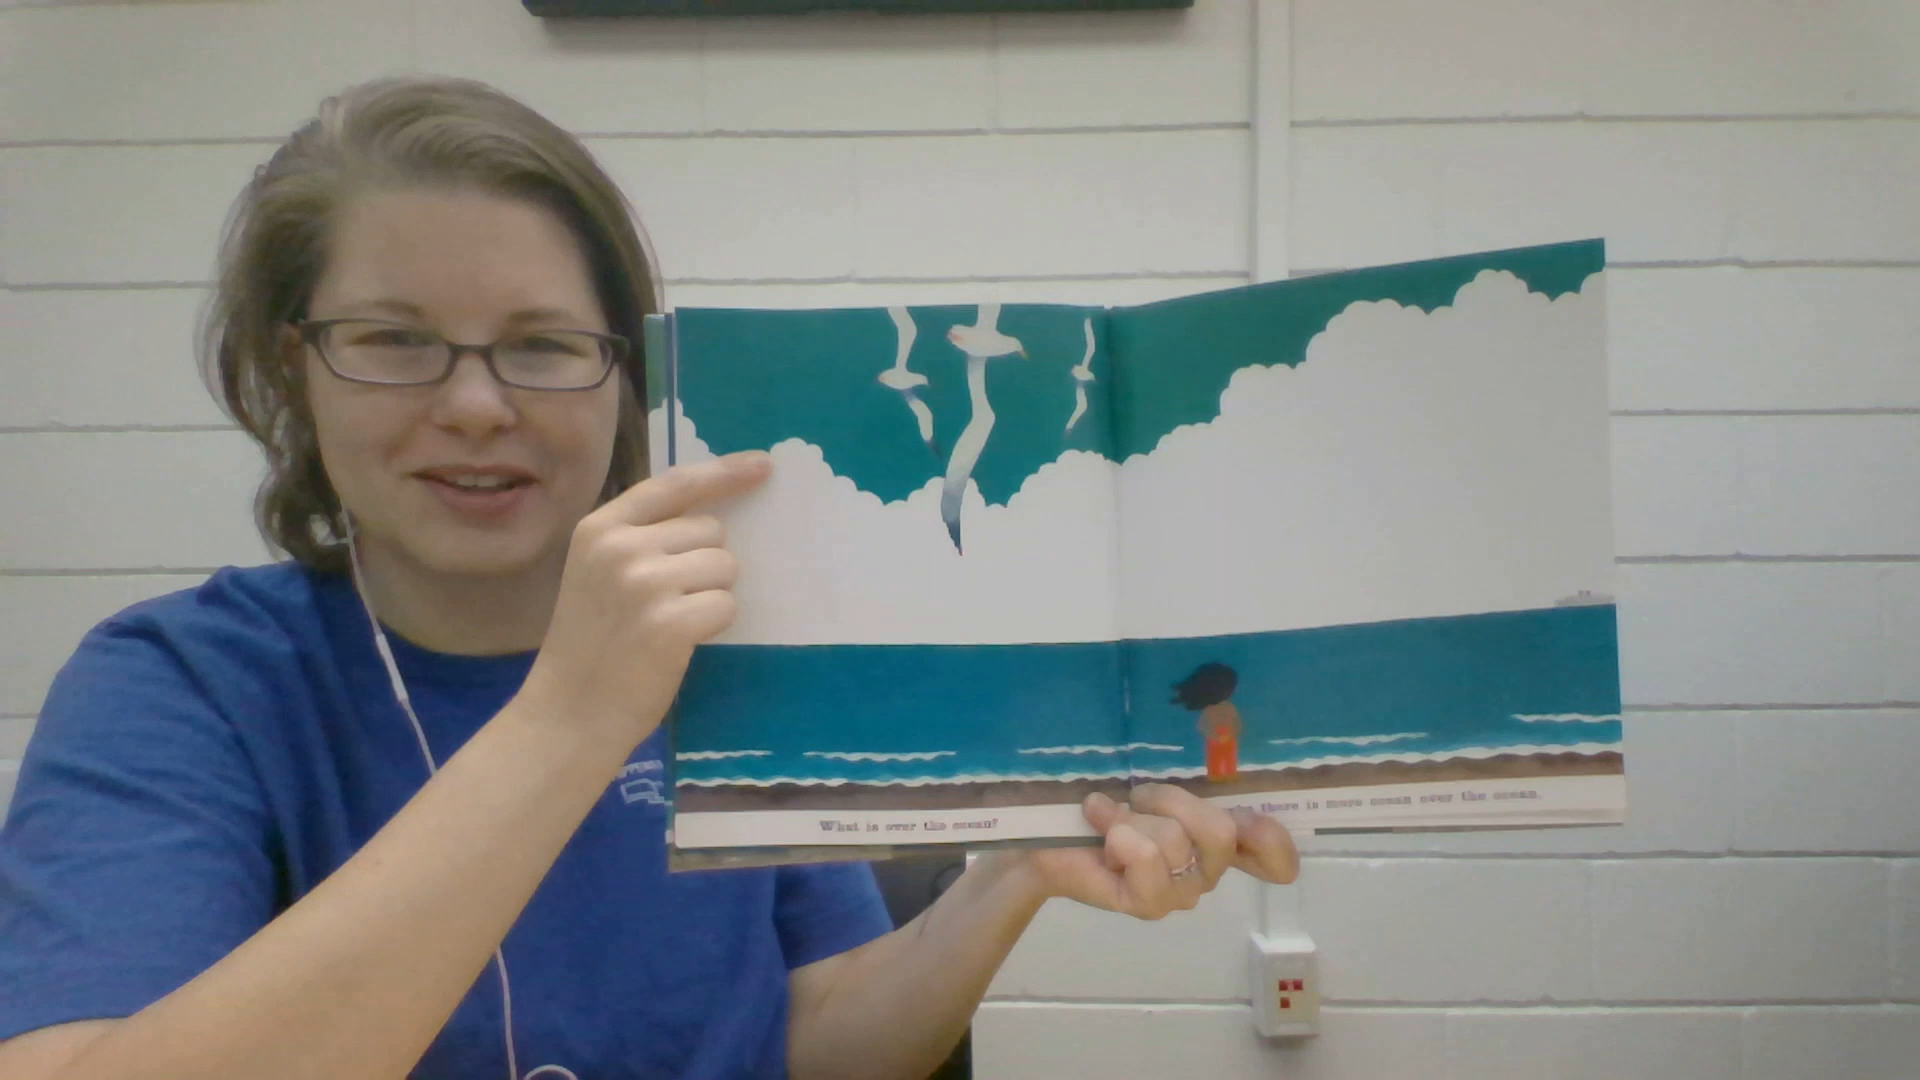 What is over the ocean?
there is more ocean over the ocean.